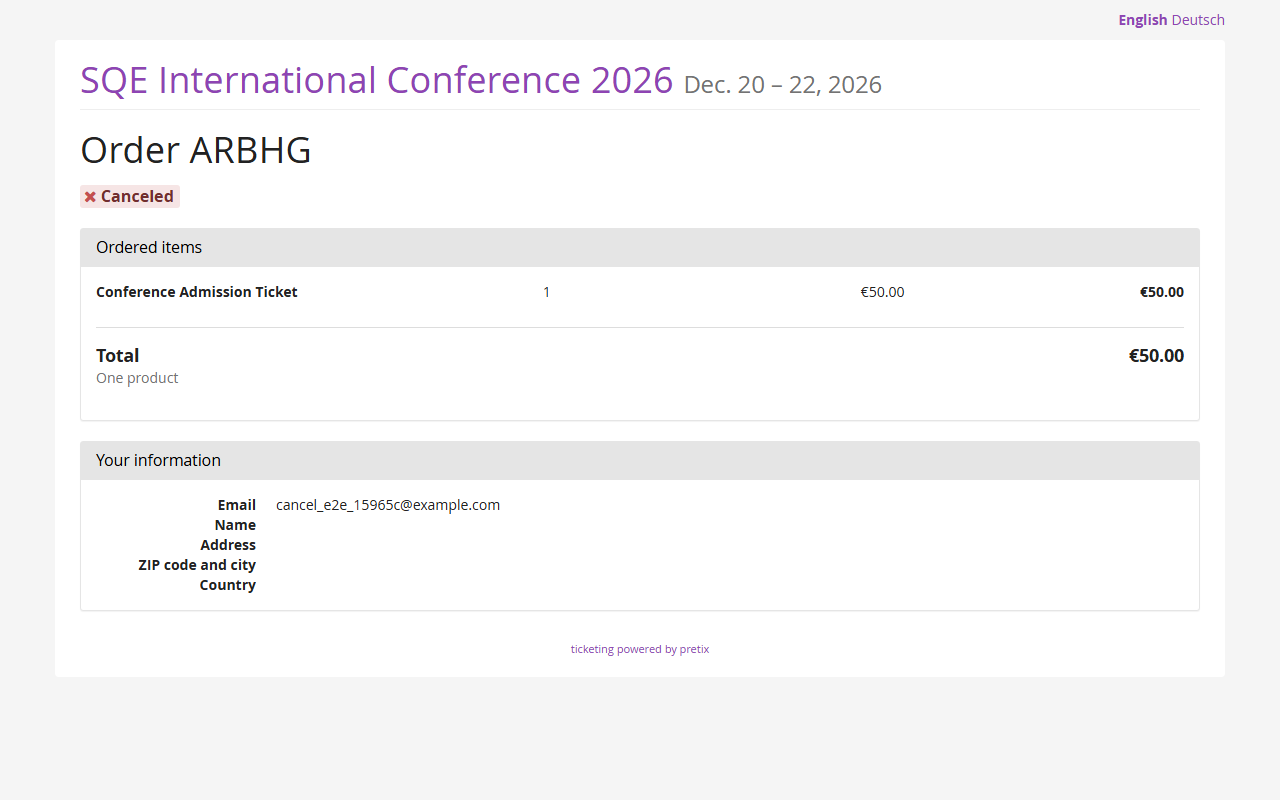 English Deutsch
SQE International Conference 2026 Dec. 20 – 22, 2026
Order ARBHG
Canceled
Ordered items
Conference Admission Ticket 1 €50.00 €50.00
Total €50.00
One product
Your information
Email cancel_e2e_15965c@example.com
Name
Address
ZIP code and city
Country
ticketing powered by pretix